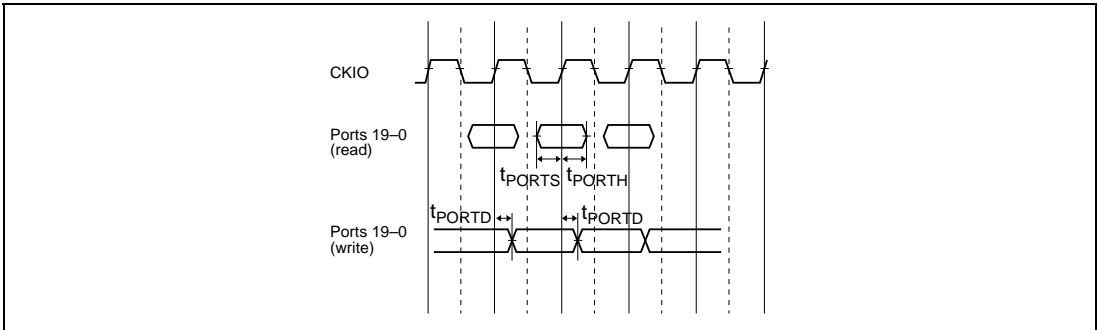 CKIO
Ports 19–0
(read)
tPORTS tPORTH
tPORTD tPORTD
Ports 19–0
(write)